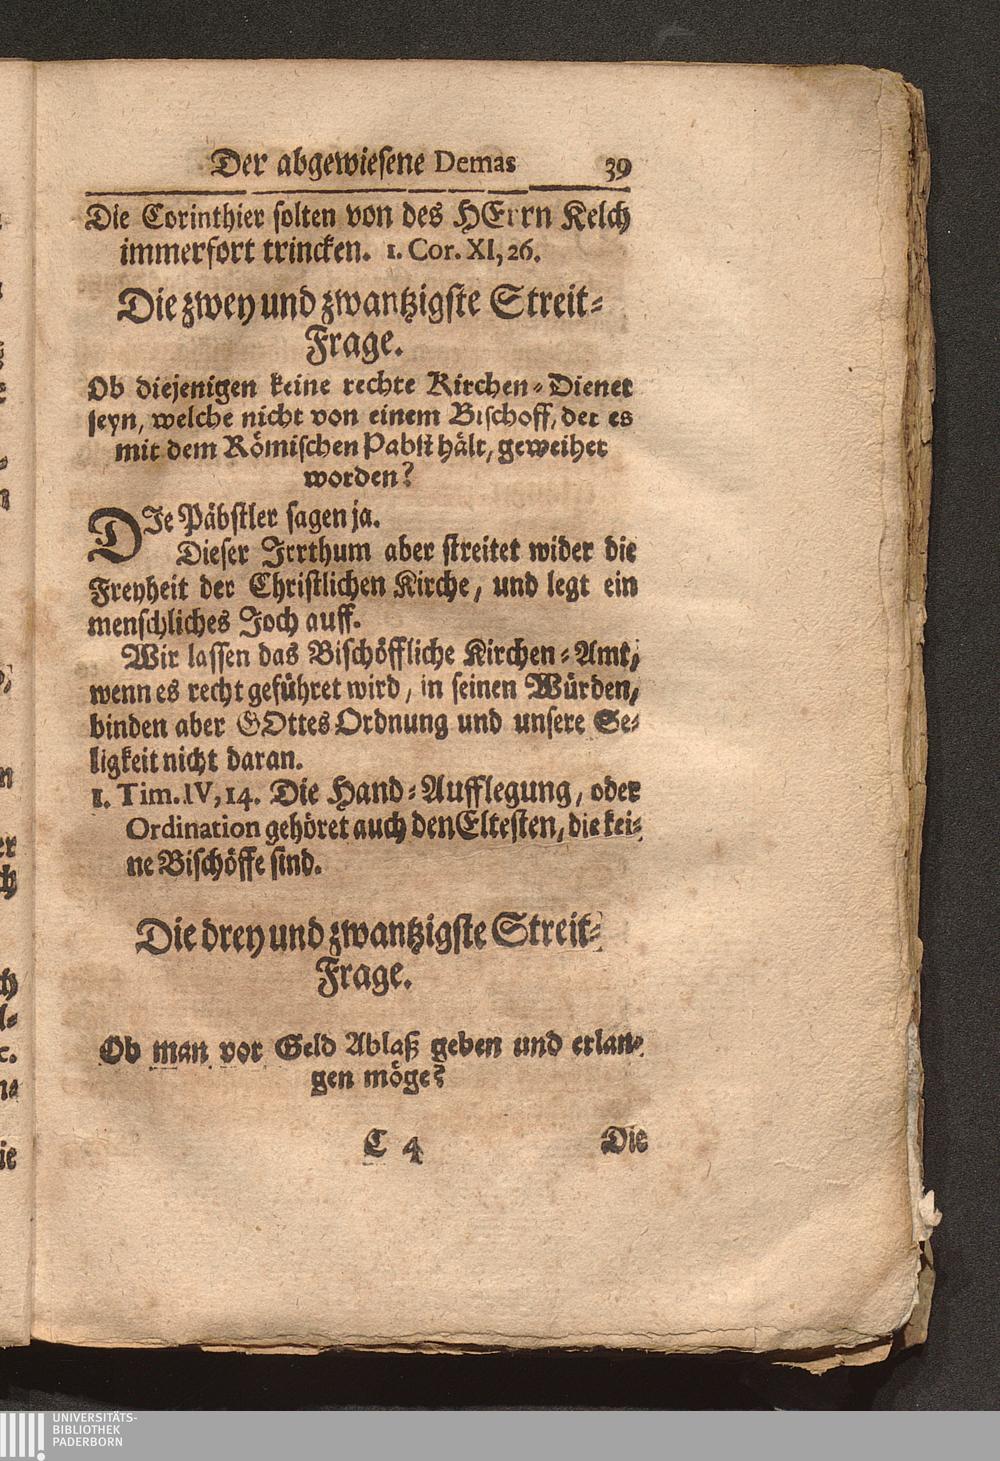 Der abgewiesene Demas 39
Die Corinthier solten von des HErrn Kelch
immerfort trincken. 1. Cor. XI, 26.
Die zwey und zwantzigste Streit-
Frage.
Ob diejenigen keine rechte Kirchen-Diener
seyn, welche nicht von einem Bischoff, der es
mit dem Römischen Pabst hält, geweihet
worden?
DIe Päbstler sagen ja.
Dieser Irrthum aber streitet wider die
Freyheit der Christlichen Kirche, und legt ein
menschliches Joch auff.
Wir lassen das Bischöffliche Kirchen-Amt,
wenn es recht geführet wird, in seinen Würden,
binden aber GOttes Ordnung und unsere Se-
ligkeit nicht daran.
1. Tim. IV, 14. Die Hand-Aufflegung, oder
Ordination gehöret auch den Eltesten, die kei-
ne Bischöffe sind.
Die drey und zwantzigste Streit-
Frage.
Ob man vor Geld Ablaß geben und erlan-
gen möge?
C 4 Die
UNIVERSITÄTS-
BIBLIOTHEK
PADERBORN